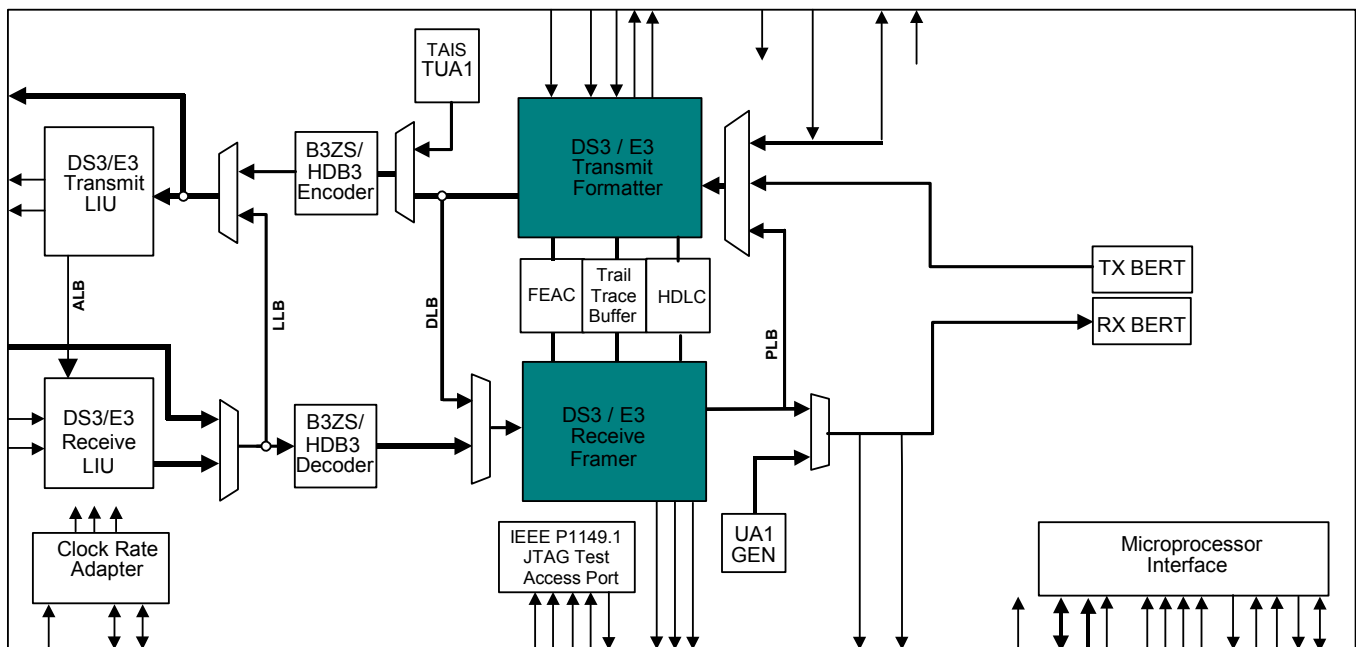 TAIS
TUA1
DS3/E3
Transmit
LIU
B3ZS/
HDB3
Encoder
DS3 / E3
Transmit
Formatter
FEAC
Trail
Trace
Buffer
HDLC
TX BERT
RX BERT
ALB
LLB
DLB
PLB
DS3/E3
Receive
LIU
B3ZS/
HDB3
Decoder
DS3 / E3
Receive
Framer
Clock Rate
Adapter
IEEE P1149.1
JTAG Test
Access Port
UA1
GEN
Microprocessor
Interface